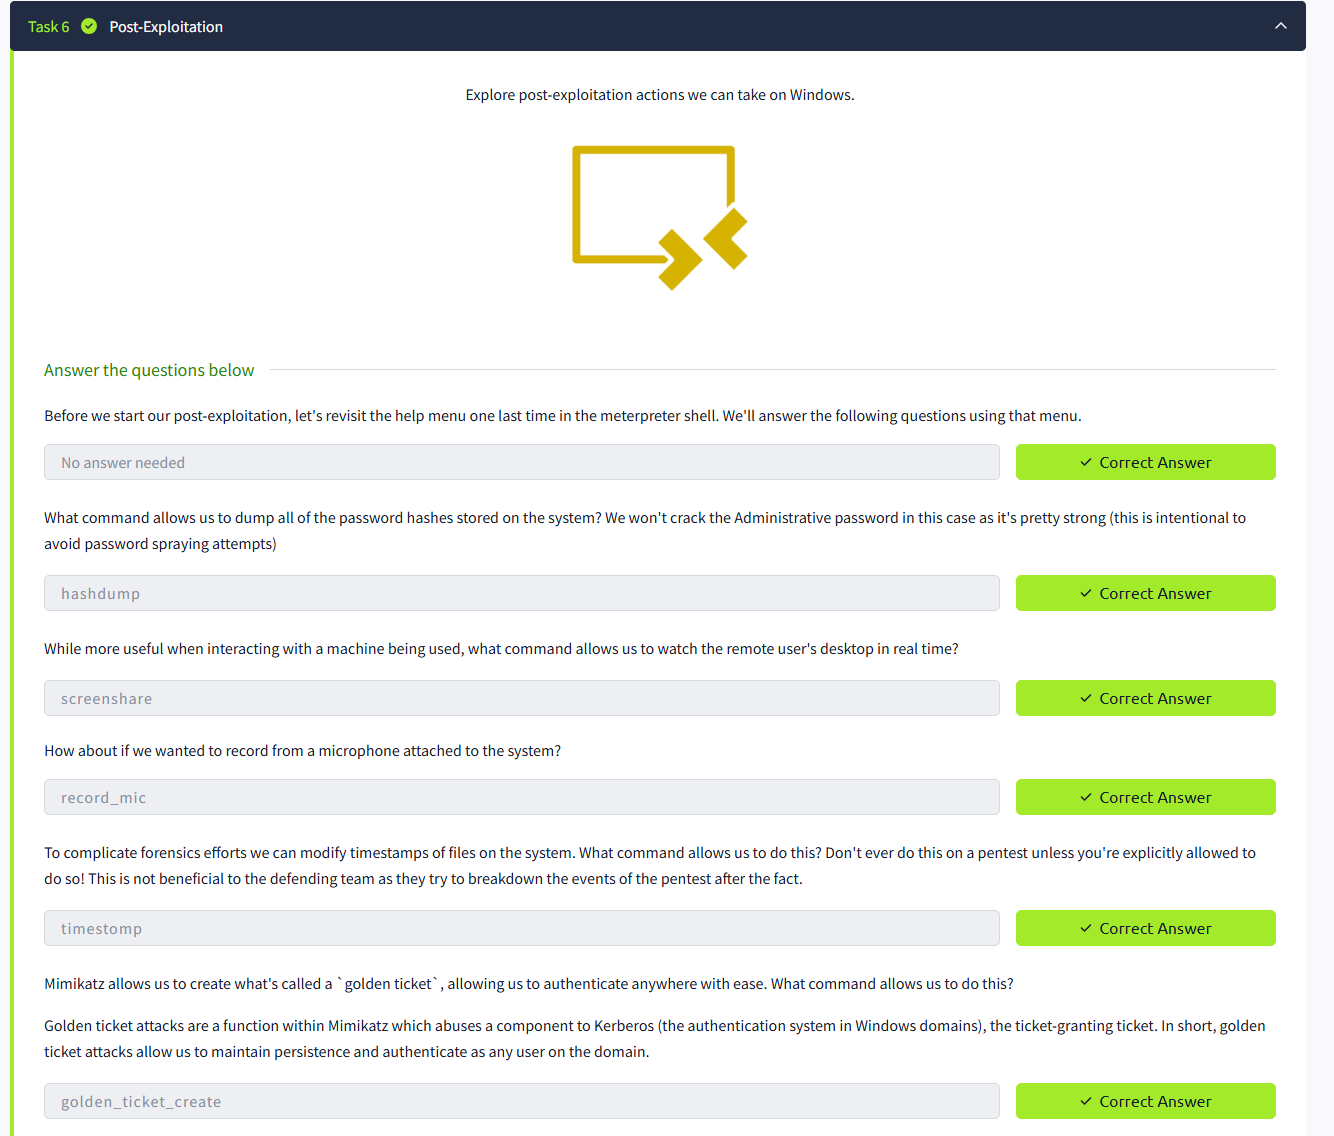 Task 6 Post-Exploitation
Explore post-exploitation actions we can take on Windows.
Answer the questions below
Before we start our post-exploitation, let's revisit the help menu one last time in the meterpreter shell. We'll answer the following questions using that menu.
No answer needed
Correct Answer
What command allows us to dump all of the password hashes stored on the system? We won't crack the Administrative password in this case as it's pretty strong (this is intentional to
avoid password spraying attempts)
hashdump
Correct Answer
While more useful when interacting with a machine being used, what command allows us to watch the remote user's desktop in real time?
screenshare
Correct Answer
How about if we wanted to record from a microphone attached to the system?
record_mic
Correct Answer
To complicate forensics efforts we can modify timestamps of files on the system. What command allows us to do this? Don't ever do this on a pentest unless you're explicitly allowed to
do so! This is not beneficial to the defending team as they try to breakdown the events of the pentest after the fact.
timestomp
Correct Answer
Mimikatz allows us to create what's called a `golden ticket`, allowing us to authenticate anywhere with ease. What command allows us to do this?
Golden ticket attacks are a function within Mimikatz which abuses a component to Kerberos (the authentication system in Windows domains), the ticket-granting ticket. In short, golden
ticket attacks allow us to maintain persistence and authenticate as any user on the domain.
golden_ticket_create
Correct Answer